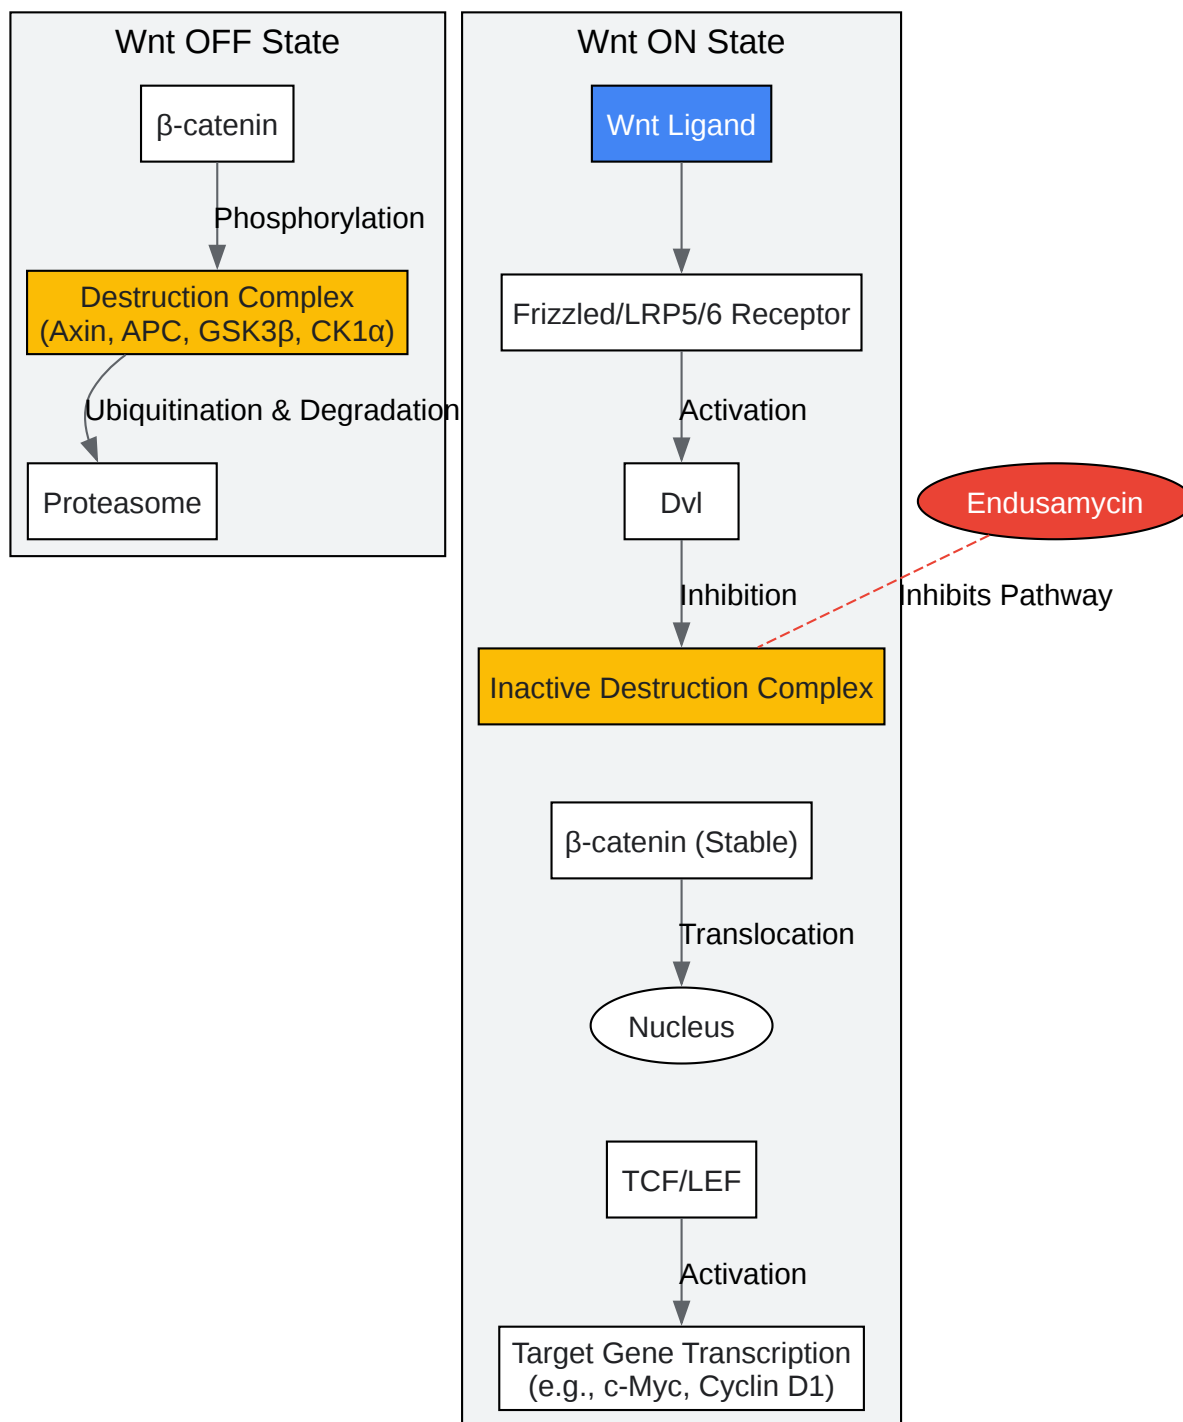 Wnt OFF State
β-catenin
Phosphorylation
Destruction Complex
(Axin, APC, GSK3β, CK1α)
Ubiquitination & Degradation
Proteasome
Wnt ON State
Wnt Ligand
Frizzled/LRP5/6 Receptor
Activation
Dvl
Inhibition
Inactive Destruction Complex
β-catenin (Stable)
Translocation
Nucleus
TCF/LEF
Activation
Target Gene Transcription
(e.g., c-Myc, Cyclin D1)
Endusamycin
Inhibits Pathway